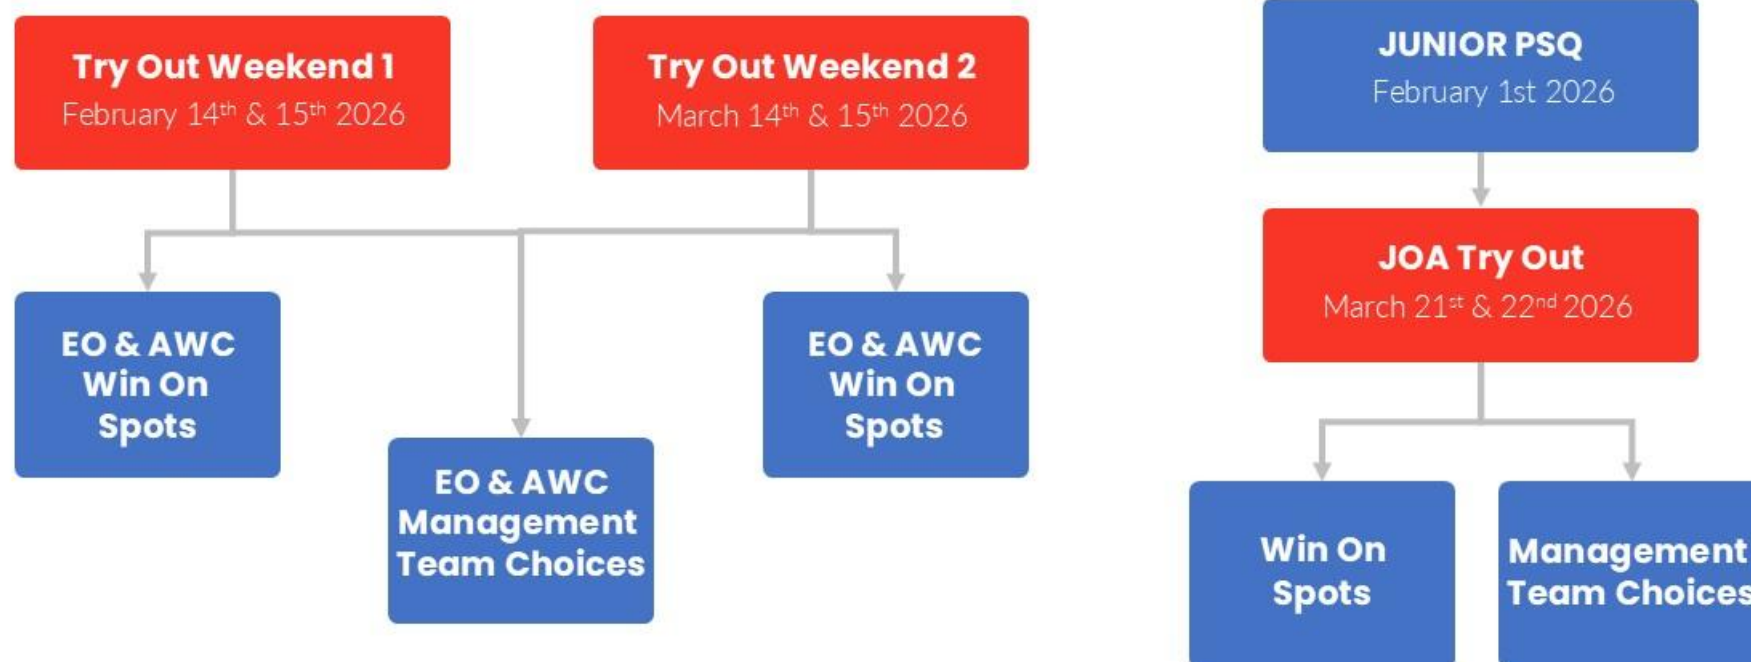 Try Out Weekend 1
February 14th & 15th 2026
Try Out Weekend 2
March 14th & 15th 2026
EO & AWC
Win On
Spots
EO & AWC
Management
Team Choices
EO & AWC
Win On
Spots
JUNIOR PSQ
February 1st 2026
JOA Try Out
March 21st & 22nd 2026
Win On
Spots
Management
Team Choices